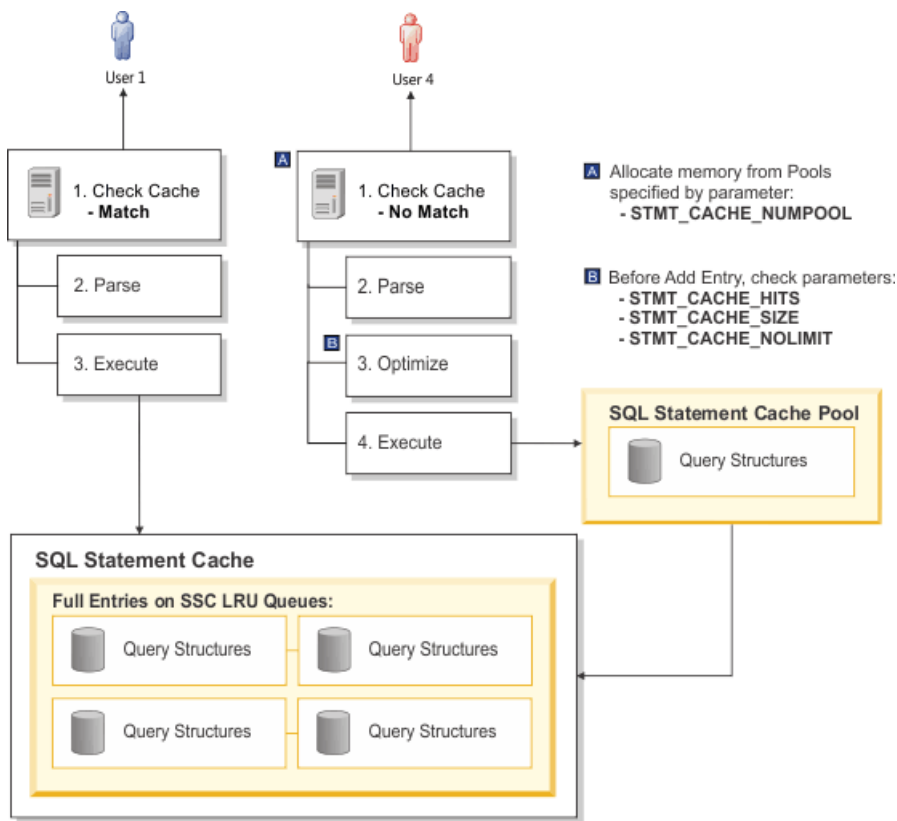 User 1
User 4
1. Check Cache
- Match
2. Parse
3. Execute
A
1. Check Cache
- No Match
2. Parse
B
3. Optimize
4. Execute
A Allocate memory from Pools
specified by parameter:
- STMT_CACHE_NUMPOOL
B Before Add Entry, check parameters:
- STMT_CACHE_HITS
- STMT_CACHE_SIZE
- STMT_CACHE_NOLIMIT
SQL Statement Cache Pool
Query Structures
SQL Statement Cache
Full Entries on SSC LRU Queues:
Query Structures
Query Structures
Query Structures
Query Structures